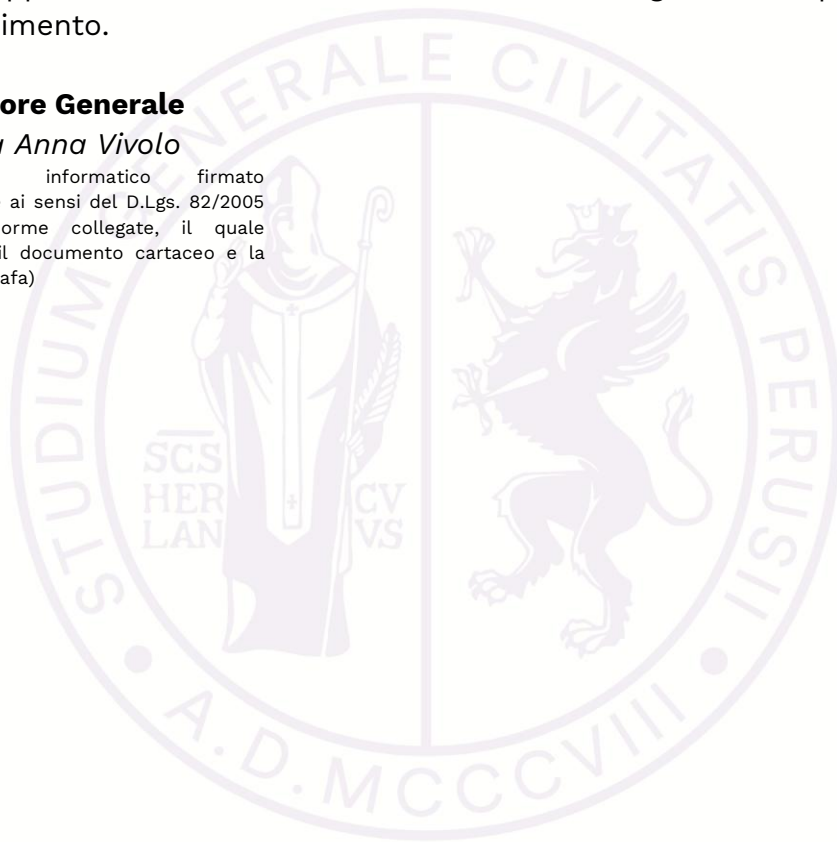 imento.
ore Generale
Anna Vivolo
informatico firmato
ai sensi del D.Lgs. 82/2005
orme collegate, il quale
il documento cartaceo e la
afa)
STUDIUM GENERALE CIVITATIS PERUSII
SCS
HER CV
LAN VS
A.D. MCCCVIII